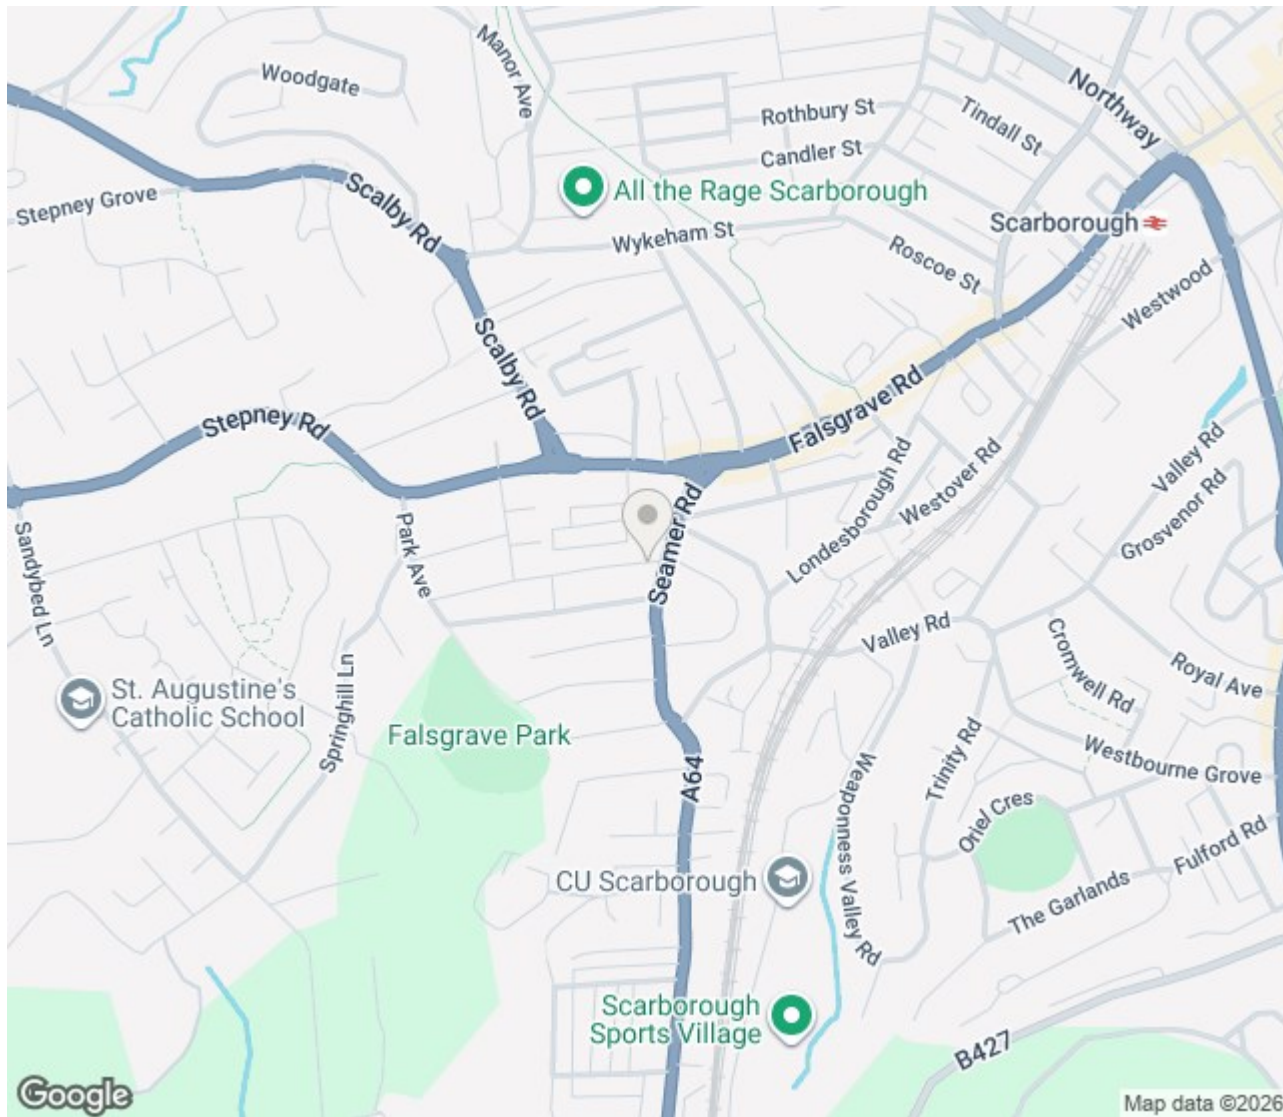 Woodgate
Manor Ave
Northway
Rothbury St
Tindall St
Candler St
Stepney Grove
Scalby Rd
All the Rage Scarborough
Wykeham St
Scarborough
Roscoe St
Westwood
Scalby Rd
Falsgrave Rd
Stepney Rd
Londesborough Rd
Westover Rd
Valley Rd
Grosvenor Rd
Seamer Rd
Park Ave
Sandybed Ln
Valley Rd
Cromwell Rd
Royal Ave
St. Augustine's
Catholic School
Springhill Ln
Falsgrave Park
A64
Weaponness Valley Rd
Trinity Rd
Westbourne Grove
Oriel Cres
Fulford Rd
The Garlands
CU Scarborough
Scarborough
Sports Village
B427
Google
Map data ©2026